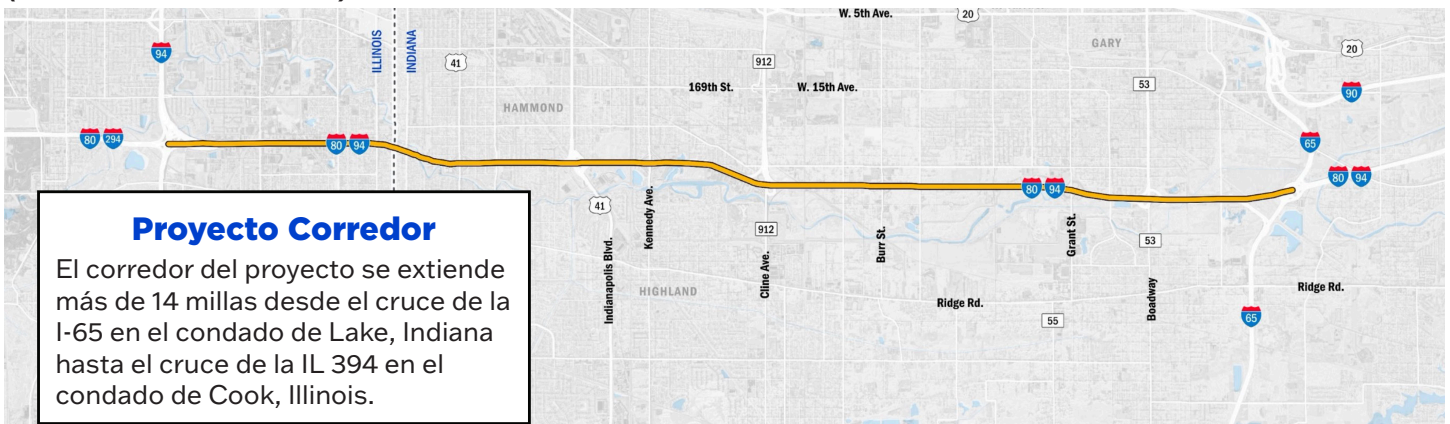 W. 5th Ave.
20
94
ILLINOIS
INDIANA
41
912
GARY
20
53
169th St.
W. 15th Ave.
90
HAMMOND
80 294
80 94
65
80 94
80 94
41
Kennedy Ave.
912
Burr St.
Grant St.
53
Indianapolis Blvd.
Cline Ave.
HIGHLAND
Ridge Rd.
Boadway
Ridge Rd.
55
65
Proyecto Corredor
El corredor del proyecto se extiende
más de 14 millas desde el cruce de la
I-65 en el condado de Lake, Indiana
hasta el cruce de la IL 394 en el
condado de Cook, Illinois.